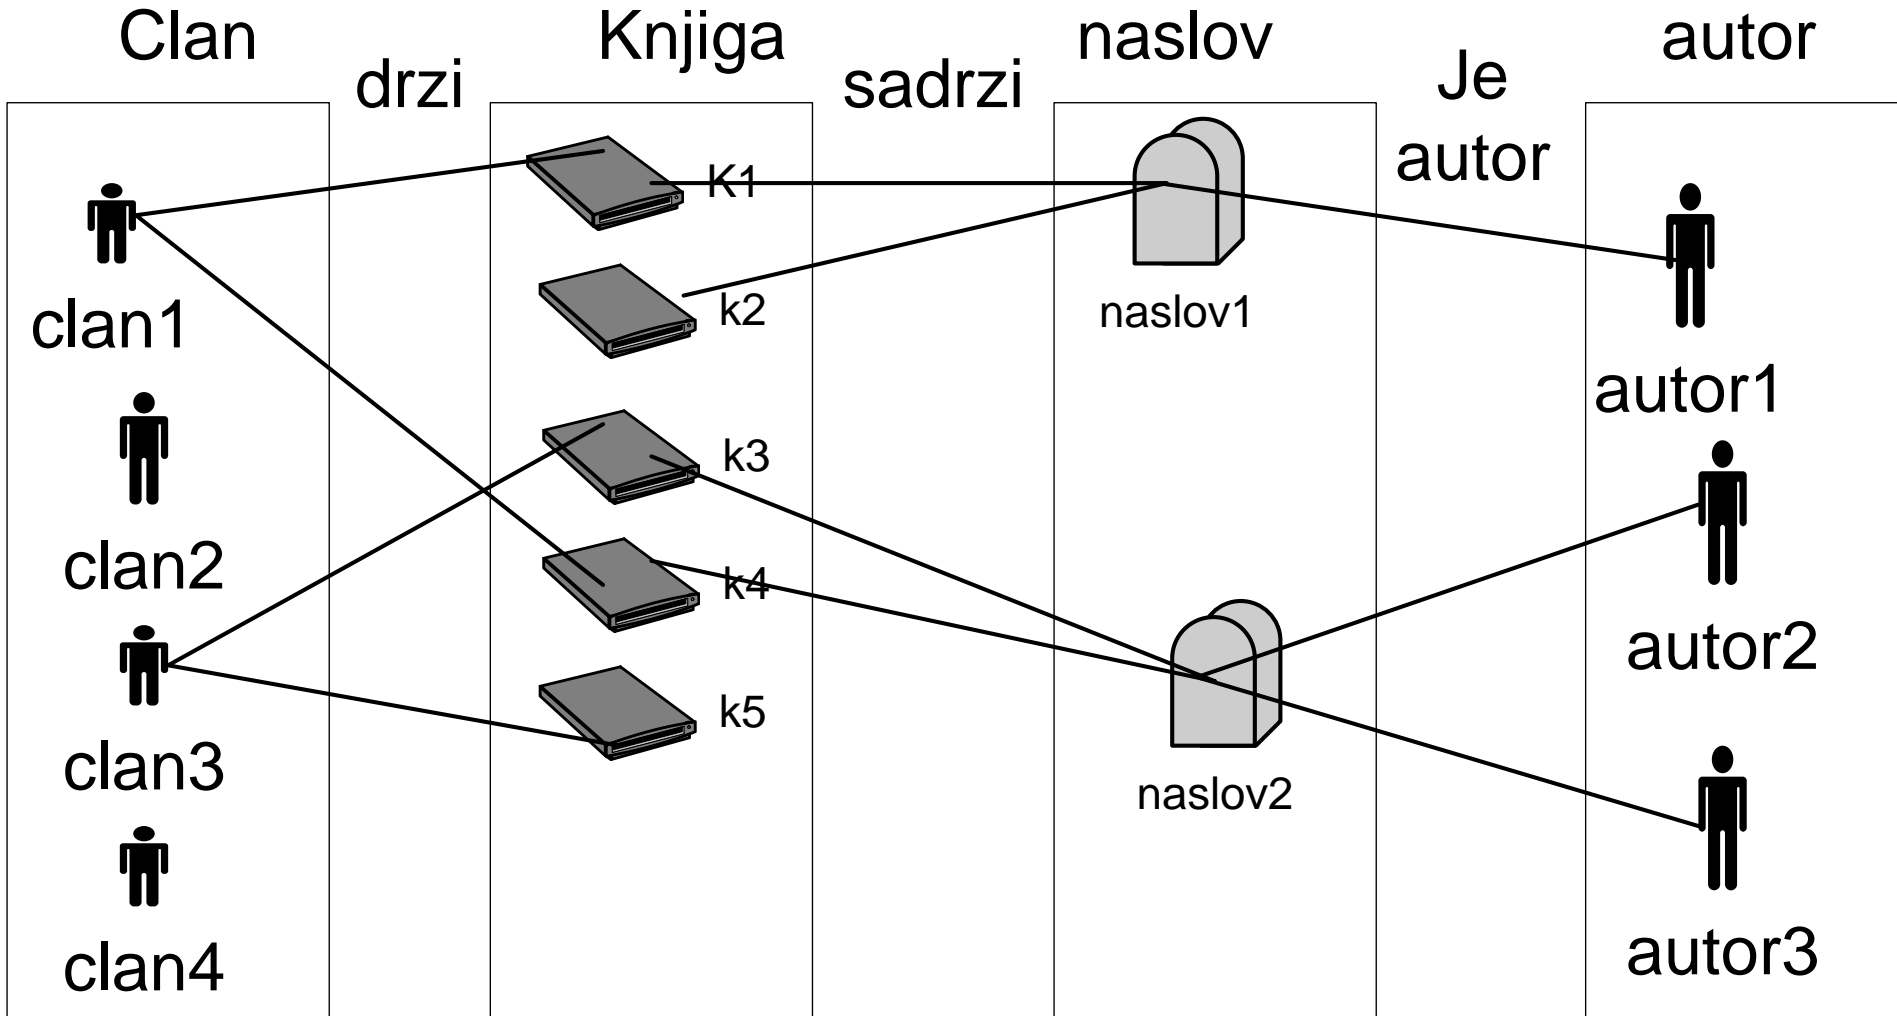 Clan
drzi
Knjiga
sadrzi
naslov
Je
autor
autor
clan1
clan2
clan3
clan4
K1
k2
k3
k4
k5
naslov1
naslov2
autor1
autor2
autor3